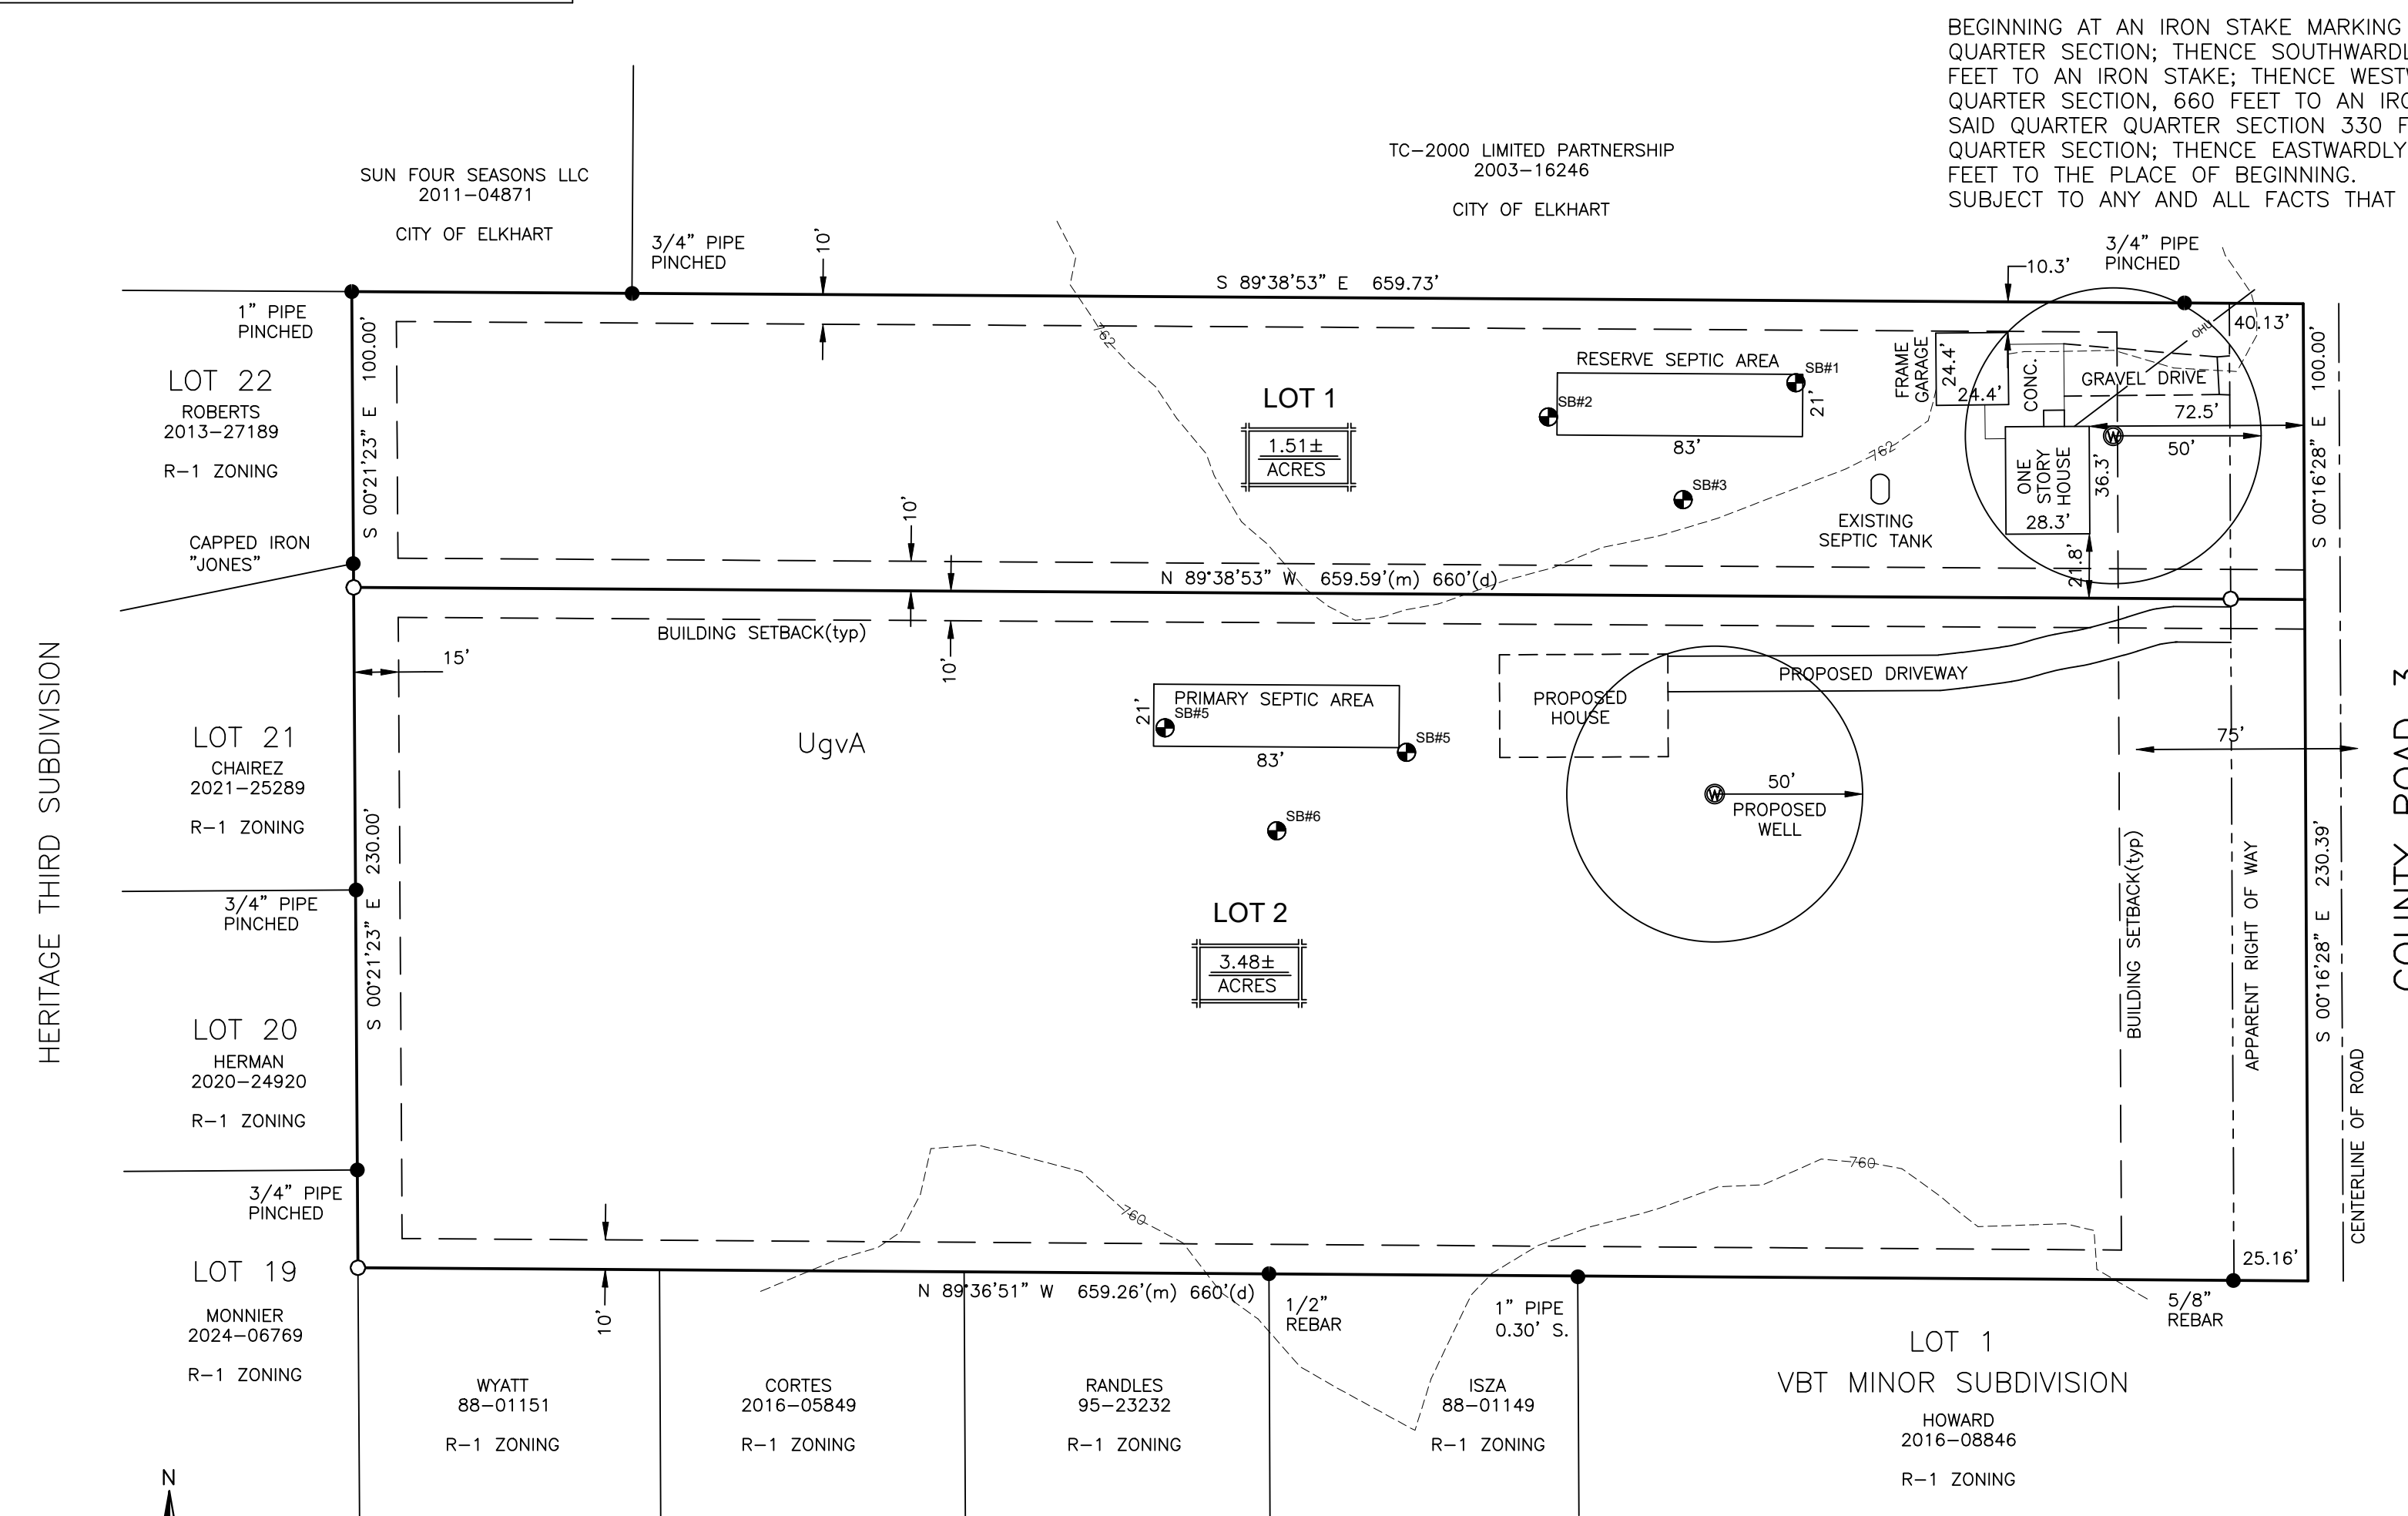 BEGINNING AT AN IRON STAKE MARKING
QUARTER SECTION; THENCE SOUTHWARDL
FEET TO AN IRON STAKE; THENCE WEST
QUARTER SECTION, 660 FEET TO AN IRO
SAID QUARTER QUARTER SECTION 330 F
QUARTER SECTION; THENCE EASTWARDLY
FEET TO THE PLACE OF BEGINNING.
SUBJECT TO ANY AND ALL FACTS THAT
SUN FOUR SEASONS LLC
2011-04871
CITY OF ELKHART
3/4" PIPE
PINCHED
10'
TC-2000 LIMITED PARTNERSHIP
2003-16246
CITY OF ELKHART
3/4" PIPE
PINCHED
10.3'
S 89°38'53" E 659.73'
1" PIPE
PINCHED
S 00°21'23" E 100.00'
LOT 22
ROBERTS
2013-27189
R-1 ZONING
CAPPED IRON
"JONES"
762
LOT 1
1.51±
ACRES
RESERVE SEPTIC AREA
SB#1
SB#2
21'
83'
SB#3
762
EXISTING
SEPTIC TANK
FRAME
GARAGE
24.4'
24.4'
CONC.
OHU
40.13'
GRAVEL DRIVE
72.5'
W
50'
ONE
STORY
HOUSE
36.3'
28.3'
21.8'
S 00°16'28" E 100.00'
10'
N 89°38'53" W 659.59'(m) 660'(d)
BUILDING SETBACK(typ)
10'
15'
HERITAGE THIRD SUBDIVISION
LOT 21
CHAIREZ
2021-25289
R-1 ZONING
3/4" PIPE
PINCHED
S 00°21'23" E 230.00'
UgvA
PRIMARY SEPTIC AREA
21'
SB#5
SB#5
83'
SB#6
PROPOSED
HOUSE
PROPOSED DRIVEWAY
W
50'
PROPOSED
WELL
75'
COUNTY ROAD 3
BUILDING SETBACK(typ)
APPARENT RIGHT OF WAY
S 00°16'28" E 230.39'
CENTERLINE OF ROAD
LOT 2
3.48±
ACRES
LOT 20
HERMAN
2020-24920
R-1 ZONING
3/4" PIPE
PINCHED
760
760
LOT 19
MONNIER
2024-06769
R-1 ZONING
10'
N 89°36'51" W 659.26'(m) 660'(d)
1/2"
REBAR
1" PIPE
0.30' S.
25.16'
5/8"
REBAR
WYATT
88-01151
R-1 ZONING
CORTES
2016-05849
R-1 ZONING
RANDLES
95-23232
R-1 ZONING
ISZA
88-01149
R-1 ZONING
LOT 1
VBT MINOR SUBDIVISION
HOWARD
2016-08846
R-1 ZONING
N